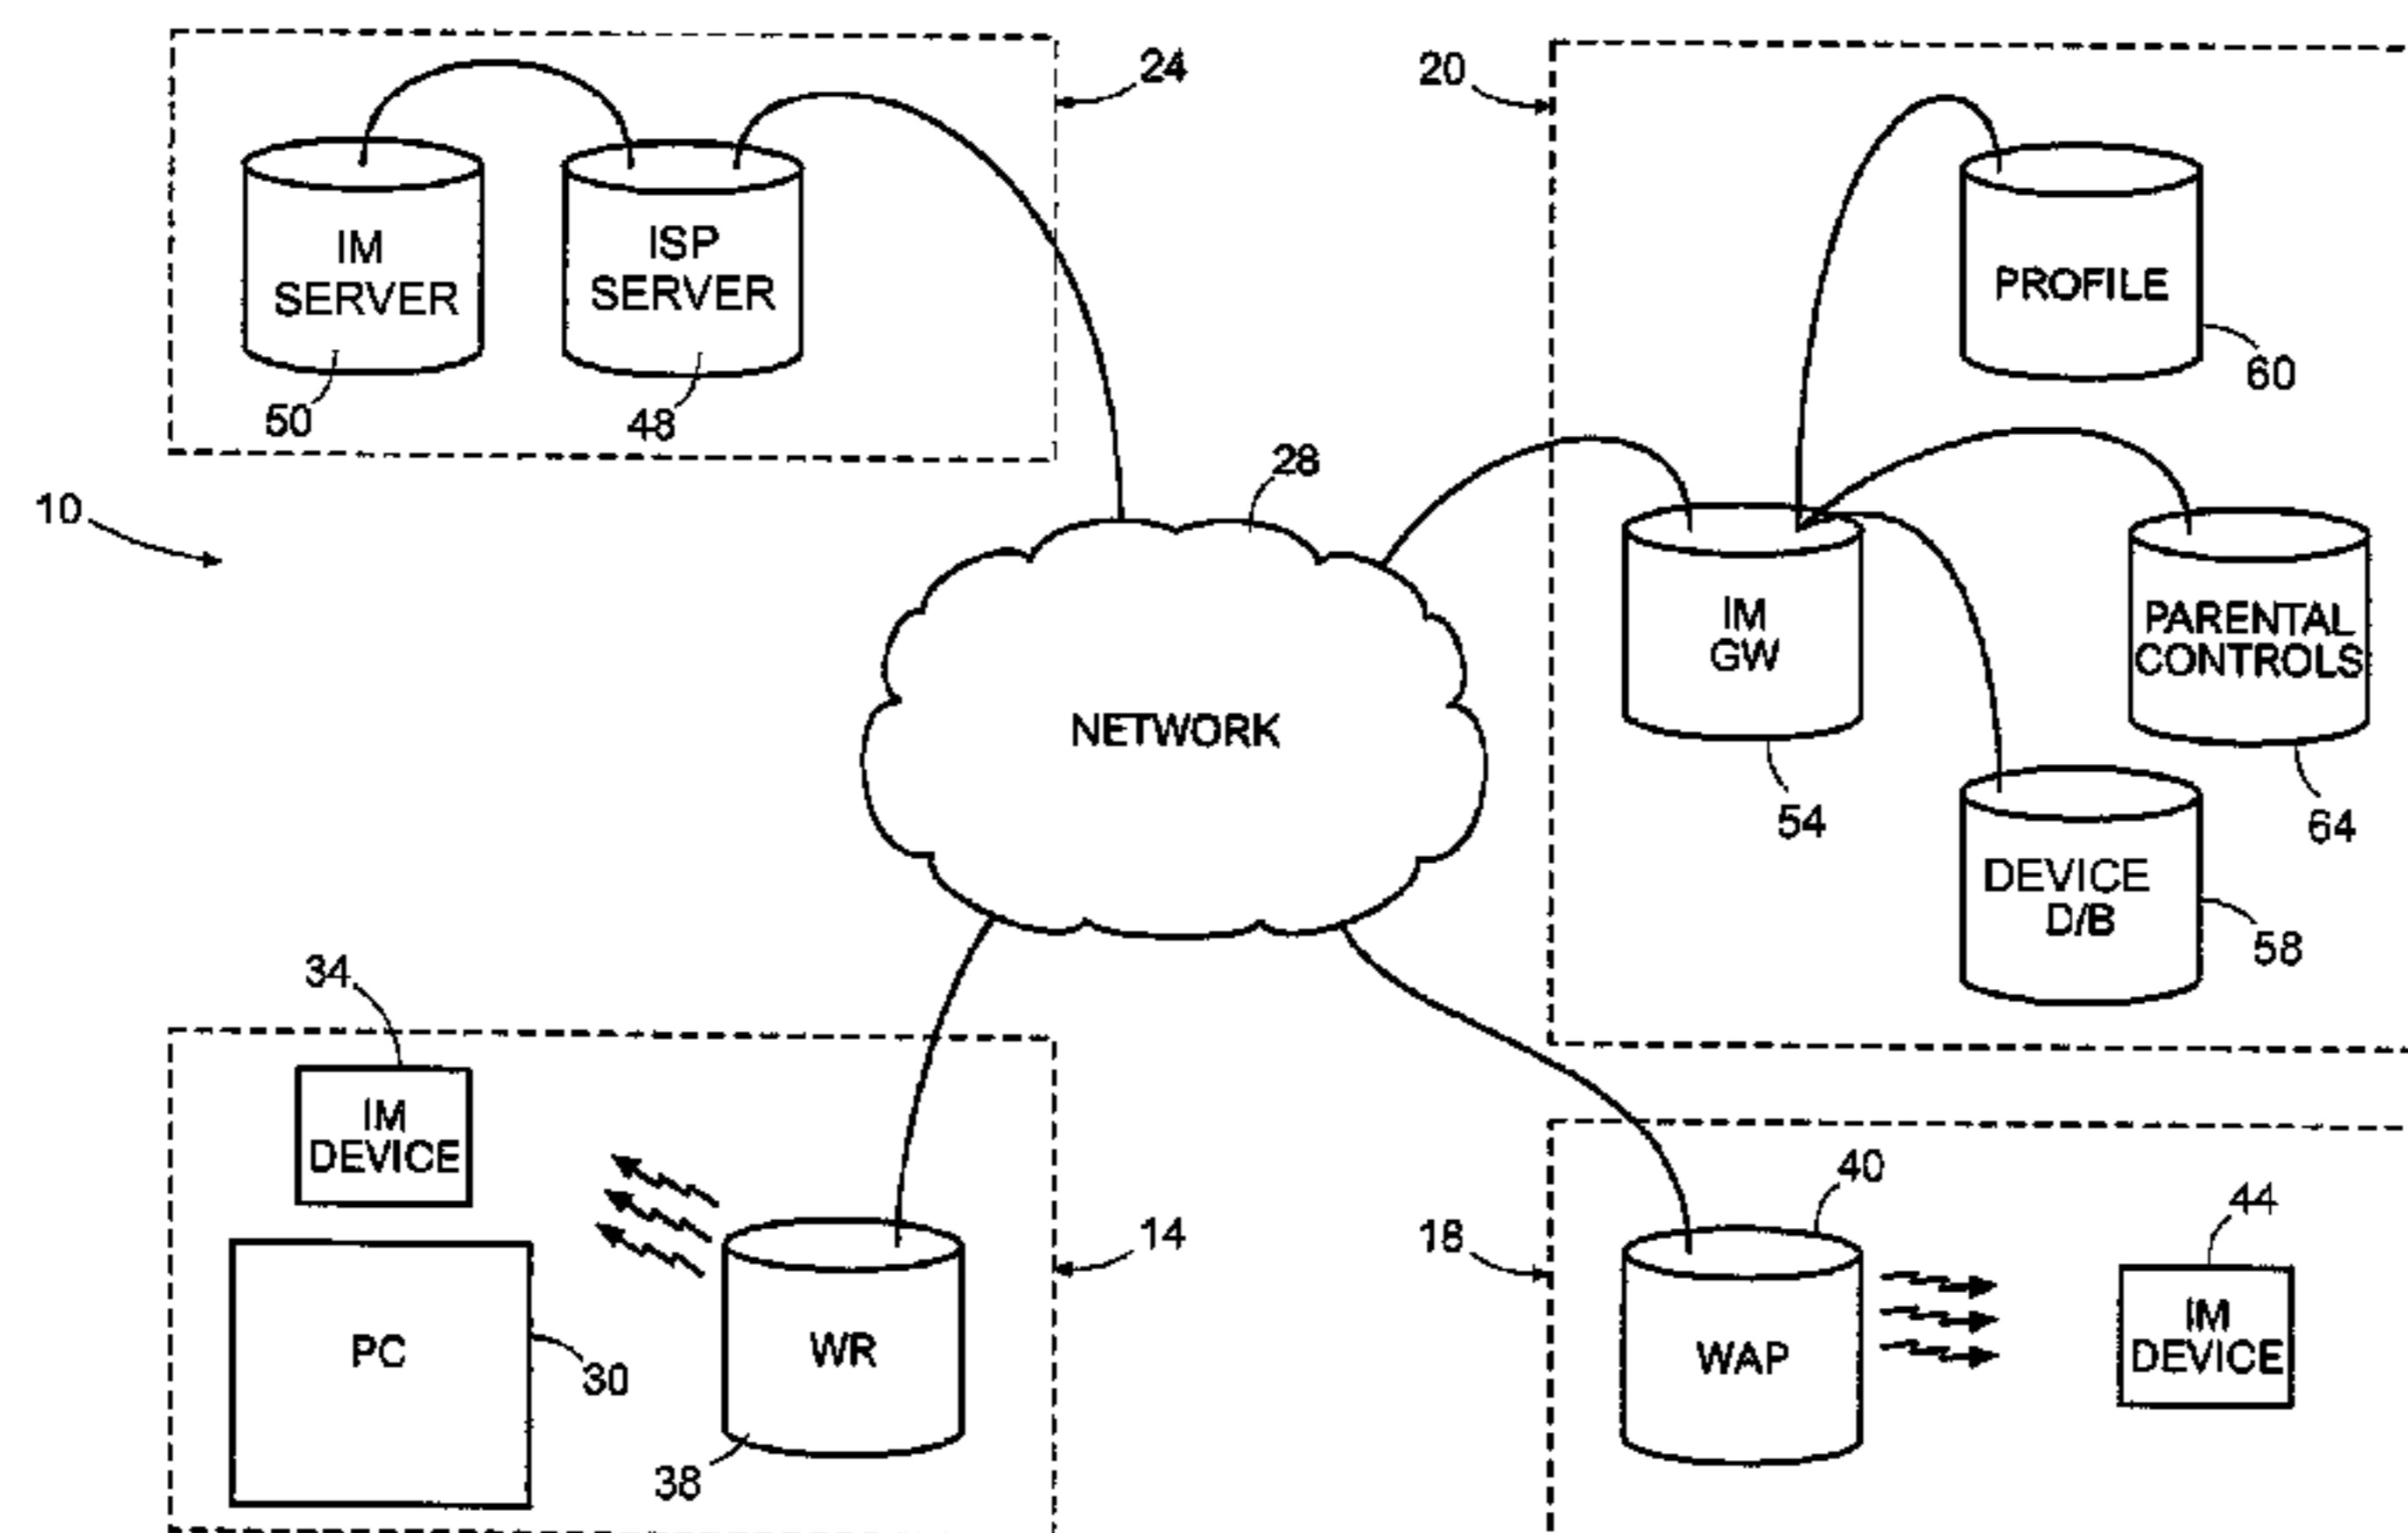 24
20
IM
SERVER
50
ISP
SERVER
48
PROFILE
60
10
28
NETWORK
IM
GW
54
PARENTAL
CONTROLS
64
DEVICE
D/B
58
34
IM
DEVICE
PC
30
WR
38
14
18
40
WAP
44
IM
DEVICE